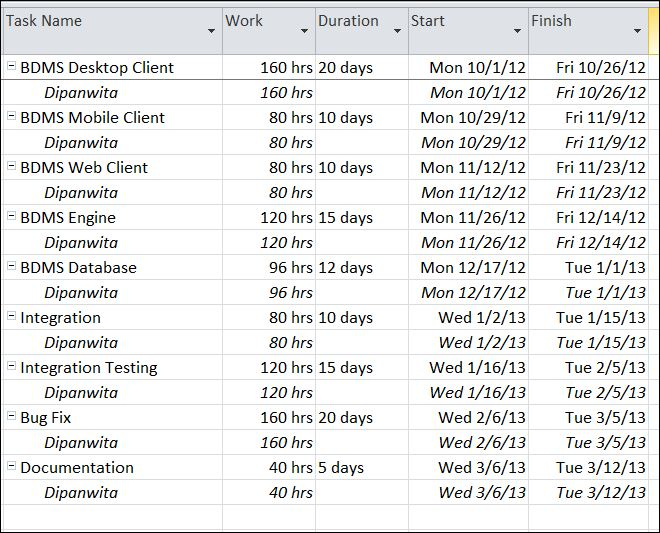 Task Name Work Duration Start Finish
BDMS Desktop Client 160 hrs 20 days Mon 10/1/12 Fri 10/26/12
Dipanwita 160 hrs Mon 10/1/12 Fri 10/26/12
BDMS Mobile Client 80 hrs 10 days Mon 10/29/12 Fri 11/9/12
Dipanwita 80 hrs Mon 10/29/12 Fri 11/9/12
BDMS Web Client 80 hrs 10 days Mon 11/12/12 Fri 11/23/12
Dipanwita 80 hrs Mon 11/12/12 Fri 11/23/12
BDMS Engine 120 hrs 15 days Mon 11/26/12 Fri 12/14/12
Dipanwita 120 hrs Mon 11/26/12 Fri 12/14/12
BDMS Database 96 hrs 12 days Mon 12/17/12 Tue 1/1/13
Dipanwita 96 hrs Mon 12/17/12 Tue 1/1/13
Integration 80 hrs 10 days Wed 1/2/13 Tue 1/15/13
Dipanwita 80 hrs Wed 1/2/13 Tue 1/15/13
Integration Testing 120 hrs 15 days Wed 1/16/13 Tue 2/5/13
Dipanwita 120 hrs Wed 1/16/13 Tue 2/5/13
Bug Fix 160 hrs 20 days Wed 2/6/13 Tue 3/5/13
Dipanwita 160 hrs Wed 2/6/13 Tue 3/5/13
Documentation 40 hrs 5 days Wed 3/6/13 Tue 3/12/13
Dipanwita 40 hrs Wed 3/6/13 Tue 3/12/13